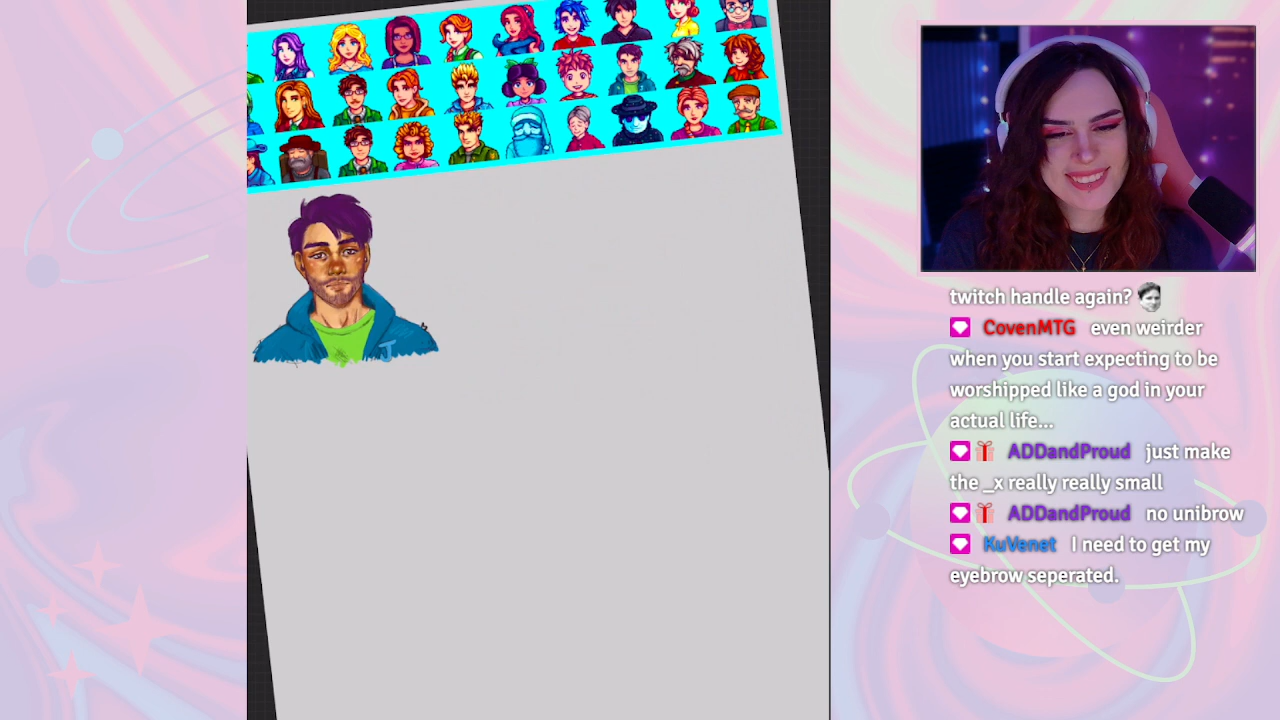 twitch handle again?
CovenMTG even weirder
when you start expecting to be
worshipped like a god in your
actual life...
ADDandProud just make
the _x really really small
ADDandProud no unibrow
KuVenet I need to get my
eyebrow seperated.
J